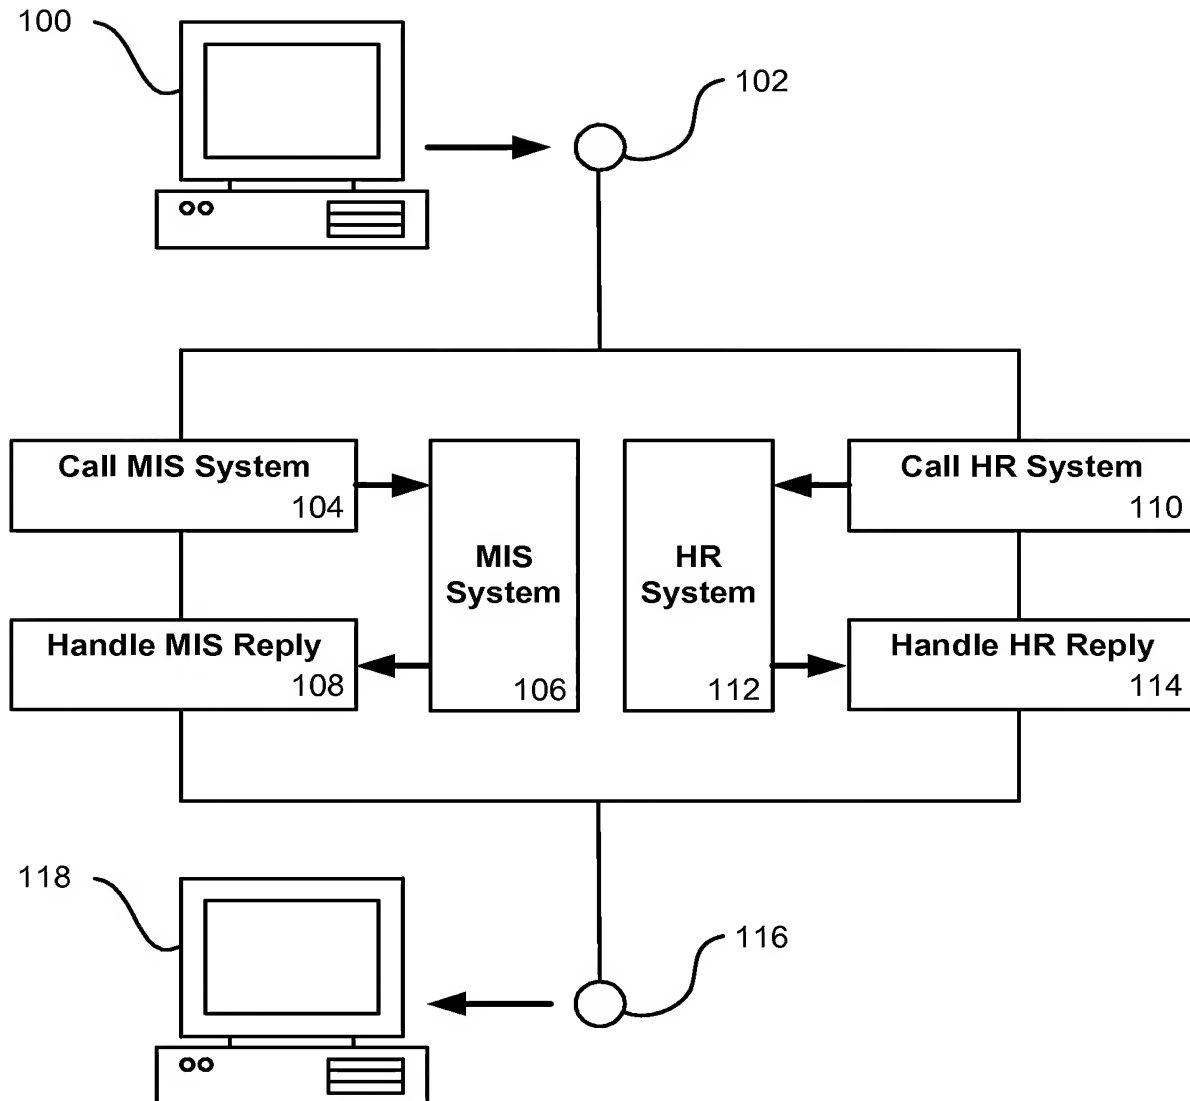 100
102
Call MIS System
104
MIS
System
106
HR
System
112
Call HR System
110
Handle MIS Reply
108
Handle HR Reply
114
118
116